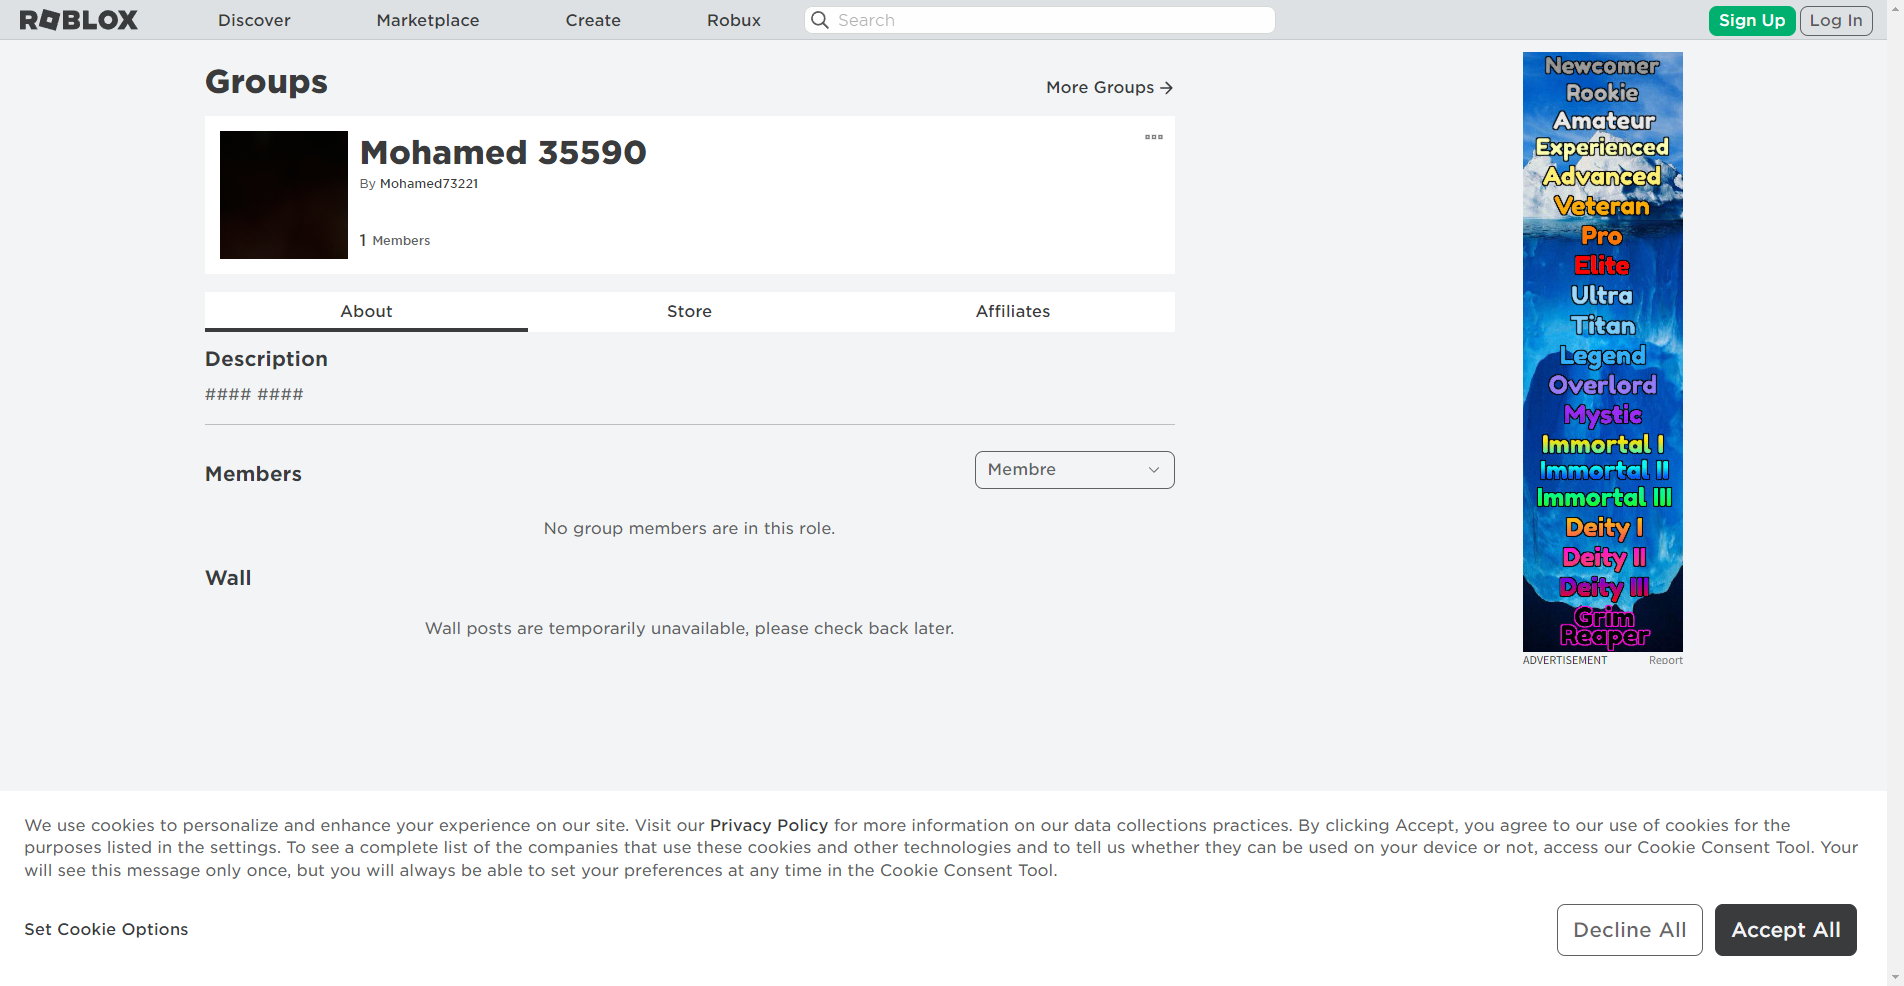 ROBLOX Discover Marketplace Create Robux Search Sign Up Log In
Groups
More Groups
Mohamed 35590
By Mohamed73221
1 Members
About Store Affiliates
Description
#### ####
Members
Membre
No group members are in this role.
Wall
Wall posts are temporarily unavailable, please check back later.
Newcomer
Rookie
Amateur
Experienced
Advanced
Veteran
Pro
Elite
Ultra
Titan
Legend
Overlord
Mystic
Immortal I
Immortal II
Immortal III
Deity I
Deity II
Deity III
Grim
Reaper
ADVERTISEMENT Report
We use cookies to personalize and enhance your experience on our site. Visit our Privacy Policy for more information on our data collections practices. By clicking Accept, you agree to our use of cookies for the
purposes listed in the settings. To see a complete list of the companies that use these cookies and other technologies and to tell us whether they can be used on your device or not, access our Cookie Consent Tool. Your
will see this message only once, but you will always be able to set your preferences at any time in the Cookie Consent Tool.
Set Cookie Options
Decline All Accept All